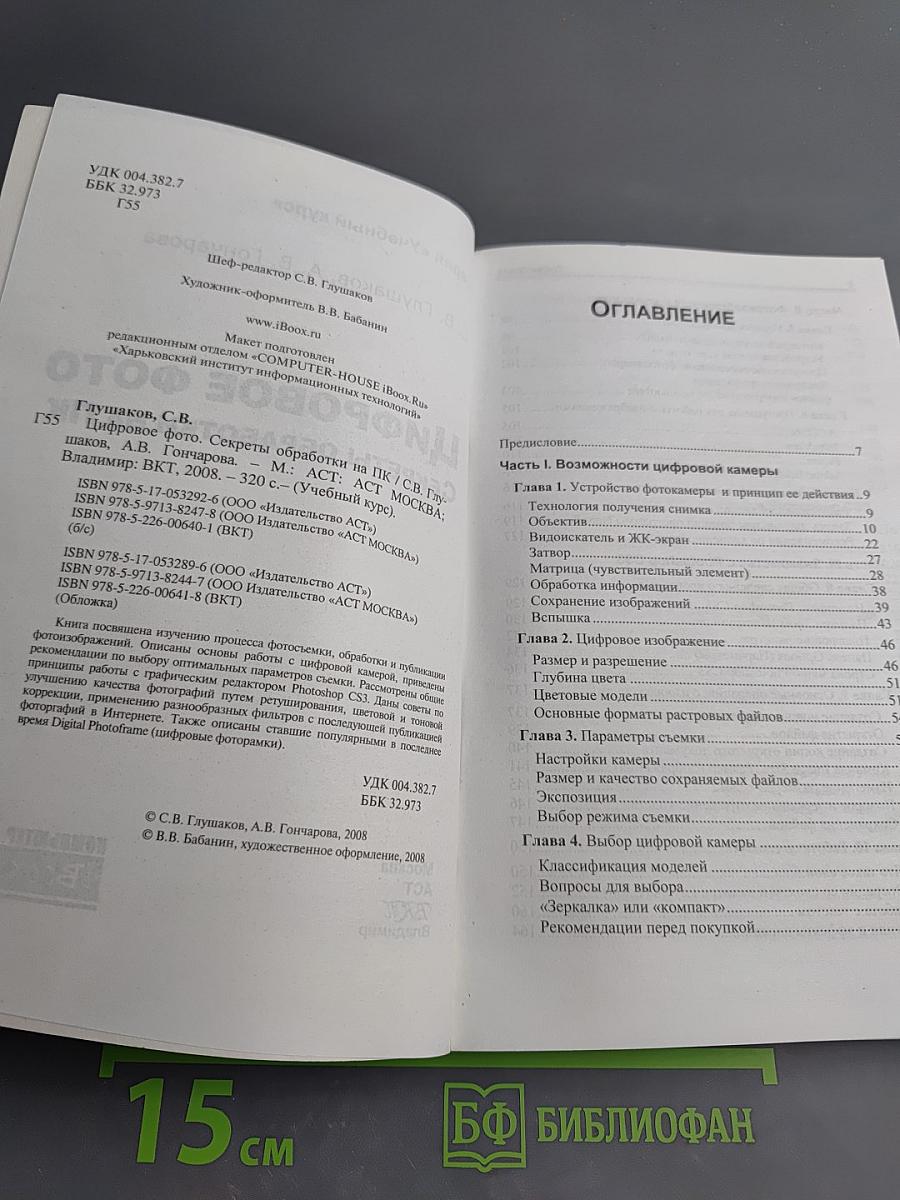 УДК 004.382.7
ББК 32.973
Г55
Шеф-редактор С.В. Глушаков
Художник-оформитель В.В. Бабанин
www.iBoox.ru
Макет подготовлен
редакционным отделом «COMPUTER-HOUSE iBoox.Ru»
«Харьковский институт информационных технологий»
Глушаков, С.В.
Г55 Цифровое фото. Секреты обработки на ПК / С.В. Глу-
шаков, А.В. Гончарова. – М.: АСТ: АСТ МОСКВА;
Владимир: ВКТ, 2008. – 320 с.– (Учебный курс).
ISBN 978-5-17-053292-6 (ООО «Издательство АСТ»)
ISBN 978-5-9713-8247-8 (ООО Издательство «АСТ МОСКВА»)
ISBN 978-5-226-00640-1 (ВКТ)
(б/с)
ISBN 978-5-17-053289-6 (ООО «Издательство АСТ»)
ISBN 978-5-9713-8244-7 (ООО Издательство «АСТ МОСКВА»)
ISBN 978-5-226-00641-8 (ВКТ)
(Обложка)
Книга посвящена изучению процесса фотосъемки, обработки и публикации
фотоизображений. Описаны основы работы с цифровой камерой, приведены
рекомендации по выбору оптимальных параметров съемки. Рассмотрены общие
принципы работы с графическим редактором Photoshop CS3. Даны советы по
улучшению качества фотографий путем ретуширования, цветовой и тоновой
коррекции, применению разнообразных фильтров с последующей публикацией
фоторгафий в Интернете. Также описаны ставшие популярными в последнее
время Digital Photoframe (цифровые фоторамки).
УДК 004.382.7
ББК 32.973
© С.В. Глушаков, А.В. Гончарова, 2008
© В.В. Бабанин, художественное оформление, 2008
ОГЛАВЛЕНИЕ
Предисловие 7
Часть I. Возможности цифровой камеры
Глава 1. Устройство фотокамеры и принцип ее действия..9
Технология получения снимка 9
Объектив 10
Видоискатель и ЖК-экран 22
Затвор 27
Матрица (чувствительный элемент) 28
Обработка информации 38
Сохранение изображений 39
Вспышка 43
Глава 2. Цифровое изображение 46
Размер и разрешение 46
Глубина цвета 51
Цветовые модели 51
Основные форматы растровых файлов
Глава 3. Параметры съемки
Настройки камеры
Размер и качество сохраняемых файлов
Экспозиция
Выбор режима съемки
Глава 4. Выбор цифровой камеры
Классификация моделей
Вопросы для выбора
«Зеркалка» или «компакт»
Рекомендации перед покупкой
15 см
БФ БИБЛИОФАН